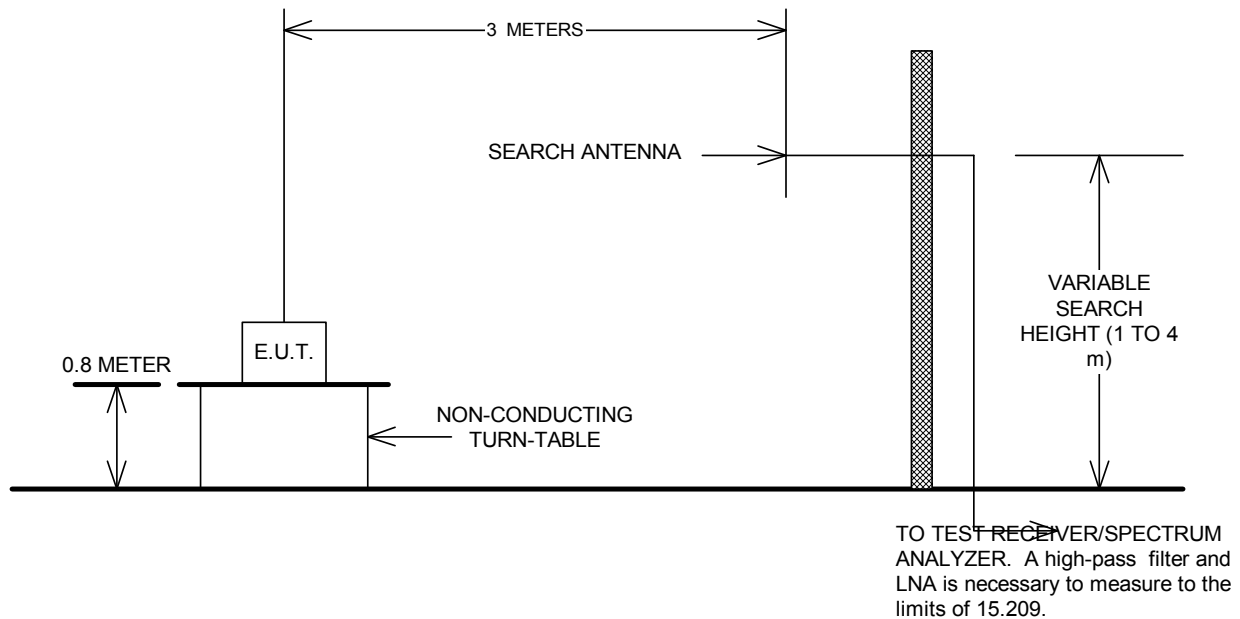 3 METERS
SEARCH ANTENNA
VARIABLE
SEARCH
HEIGHT (1 TO 4
m)
E.U.T.
0.8 METER
NON-CONDUCTING
TURN-TABLE
TO TEST RECEIVER/SPECTRUM
ANALYZER. A high-pass filter and
LNA is necessary to measure to the
limits of 15.209.